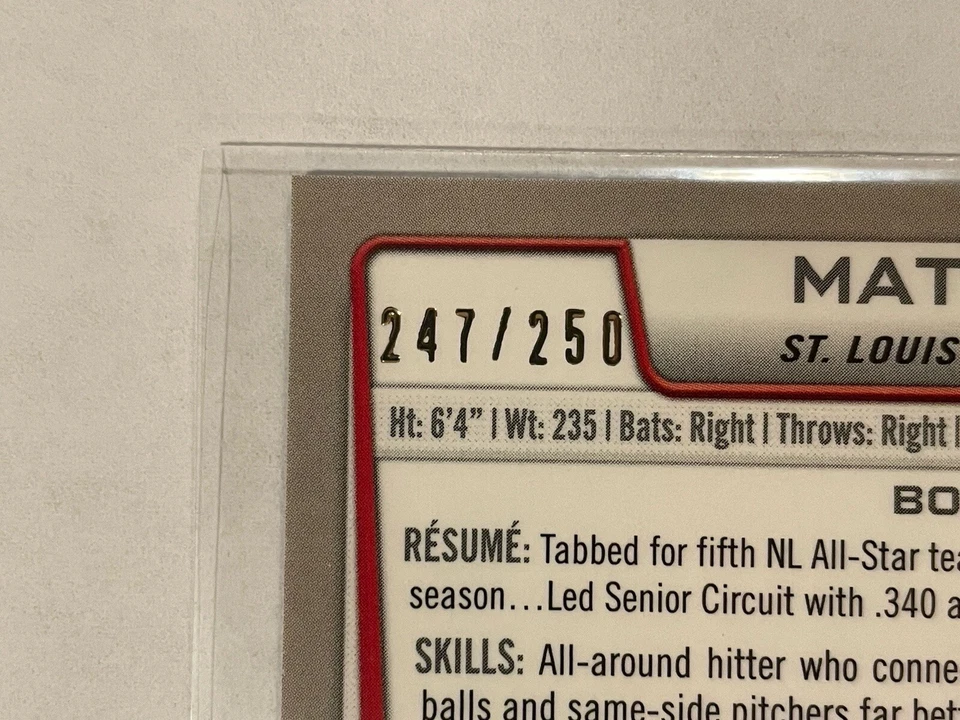 247/250
MAT
ST. LOUIS
Ht: 6'4" | Wt: 235 | Bats: Right | Throws: Right |
BO
RÉSUMÉ: Tabbed for fifth NL All-Star tea
season...Led Senior Circuit with .340 a
SKILLS: All-around hitter who conne
balls and same-side pitchers far bet